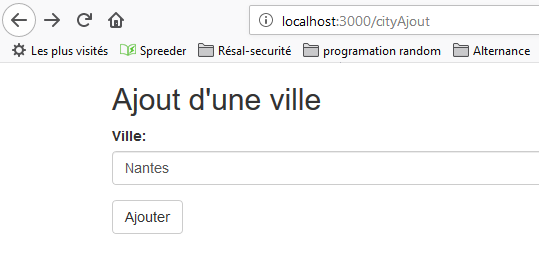 localhost:3000/cityAjout
Les plus visités Spreeder Résal-securité programation random Alternance
Ajout d'une ville
Ville:
Nantes
Ajouter